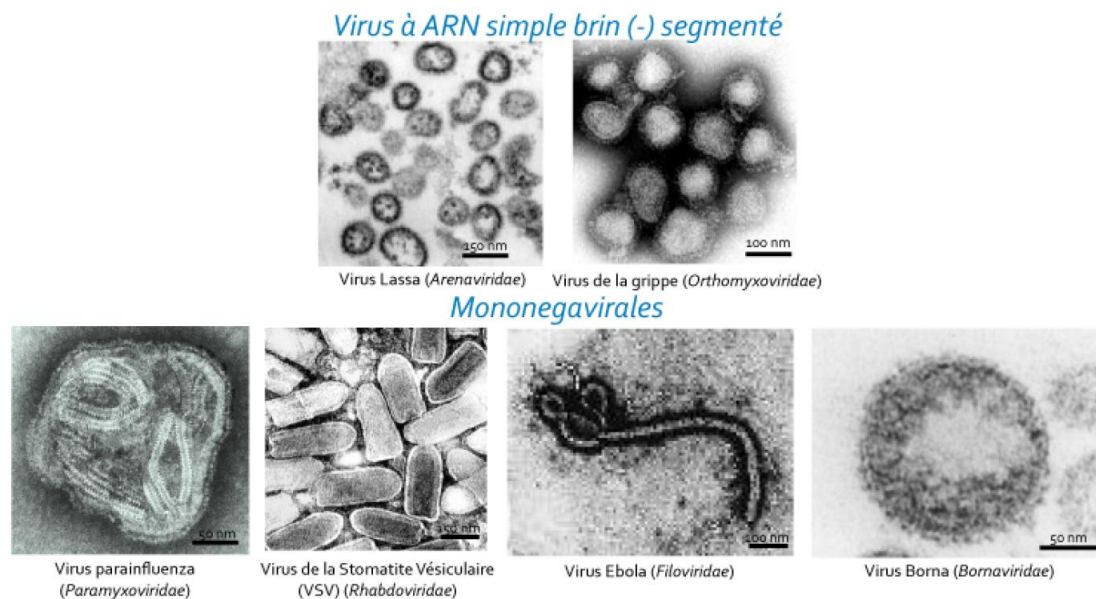 Virus à ARN simple brin (-) segmenté
150 nm
100 nm
Virus Lassa (Arenaviridae)
Virus de la grippe (Orthomyxoviridae)
Mononegavirales
50 nm
150 nm
100 nm
50 nm
Virus parainfluenza
(Paramyxoviridae)
Virus de la Stomatite Vésiculaire
(VSV) (Rhabdoviridae)
Virus Ebola (Filoviridae)
Virus Borna (Bornaviridae)